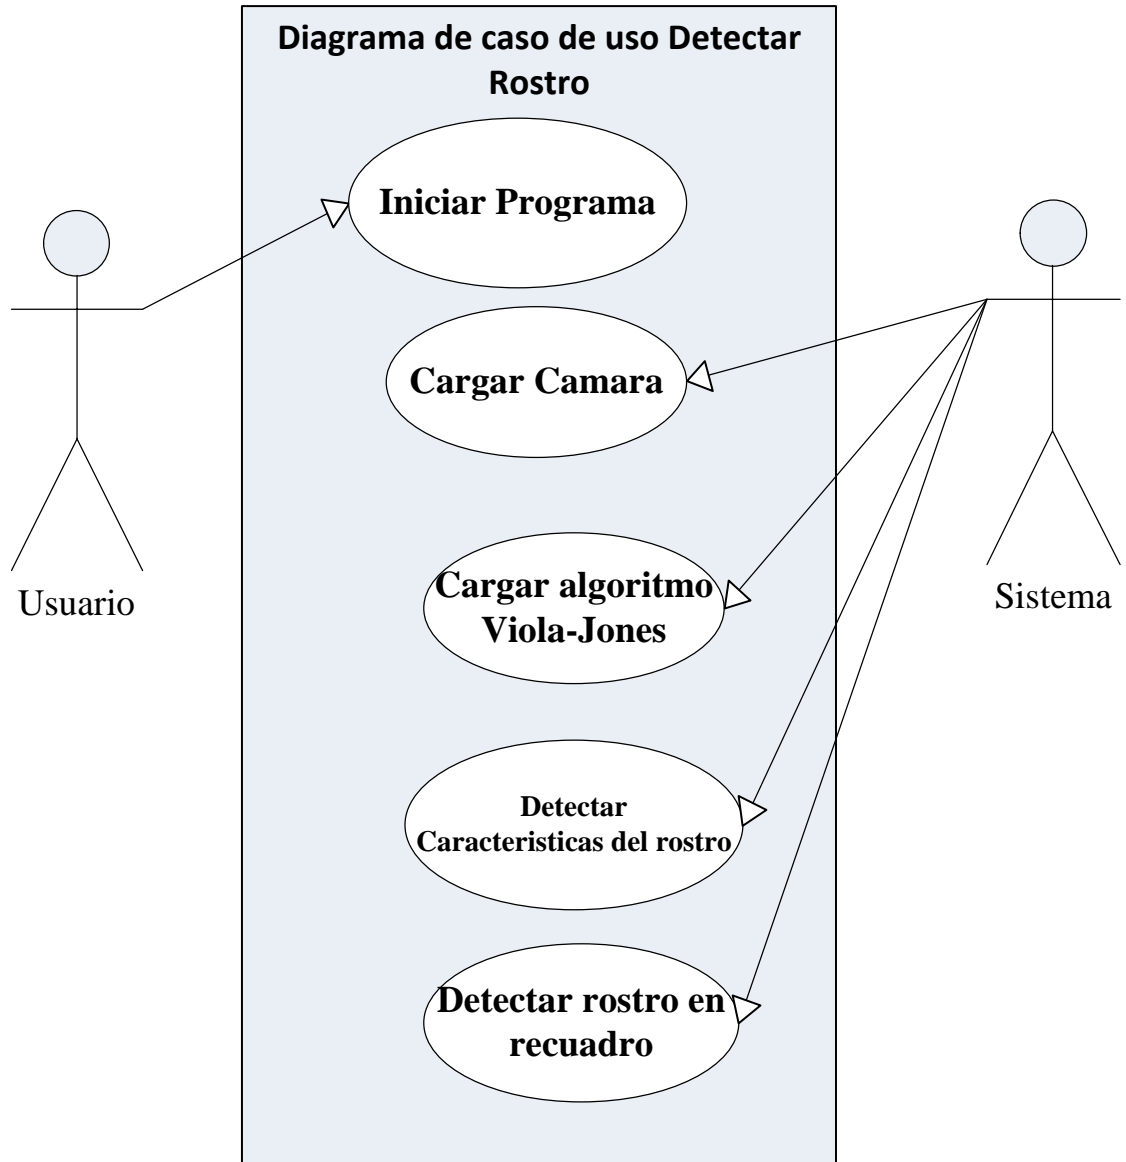 Diagrama de caso de uso Detectar
Rostro
Iniciar Programa
Cargar Camara
Cargar algoritmo
Viola-Jones
Usuario
Sistema
Detectar
Caracteristicas del rostro
Detectar rostro en
recuadro